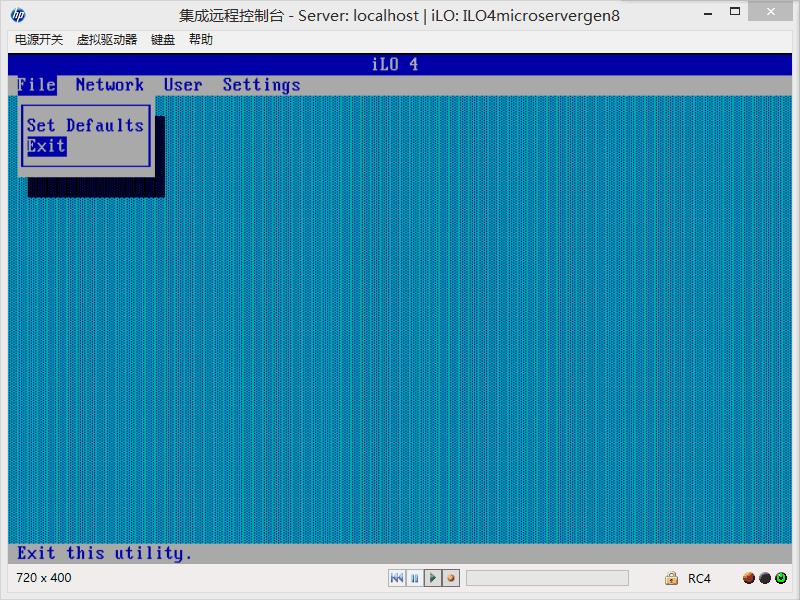 hp
集成远程控制台 - Server: localhost | iLO: ILO4microservergen8
电源开关 虚拟驱动器 键盘 帮助
iLO 4
File Network User Settings
Set Defaults
Exit
Exit this utility.
720 x 400
RC4